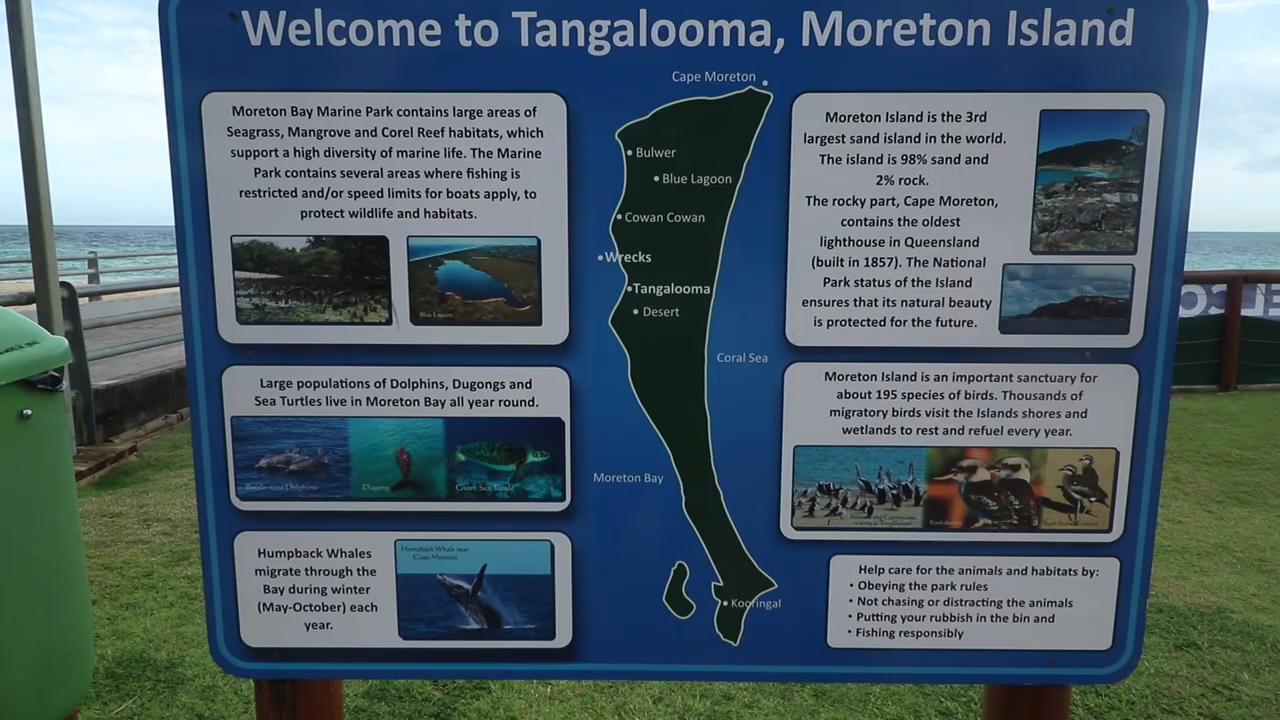 Welcome to Tangalooma, Moreton Island
Moreton Bay Marine Park contains large areas of
Seagrass, Mangrove and Corel Reef habitats, which
support a high diversity of marine life. The Marine
Park contains several areas where fishing is
restricted and/or speed limits for boats apply, to
protect wildlife and habitats.
Blue Lagoon
Large populations of Dolphins, Dugongs and
Sea Turtles live in Moreton Bay all year round.
Bottle-nose Dolphins
Dugong
Green Sea Turtle
Humpback Whales
migrate through the
Bay during winter
(May-October) each
year.
Humpback Whale near
Cape Moreton
Cape Moreton
Bulwer
Blue Lagoon
Cowan Cowan
Wrecks
Tangalooma
Desert
Coral Sea
Moreton Bay
Kooringal
Moreton Island is the 3rd
largest sand island in the world.
The island is 98% sand and
2% rock.
The rocky part, Cape Moreton,
contains the oldest
lighthouse in Queensland
(built in 1857). The National
Park status of the Island
ensures that its natural beauty
is protected for the future.
Moreton Island is an important sanctuary for
about 195 species of birds. Thousands of
migratory birds visit the Islands shores and
wetlands to rest and refuel every year.
Kookaburras
Help care for the animals and habitats by:
• Obeying the park rules
• Not chasing or distracting the animals
• Putting your rubbish in the bin and
• Fishing responsibly